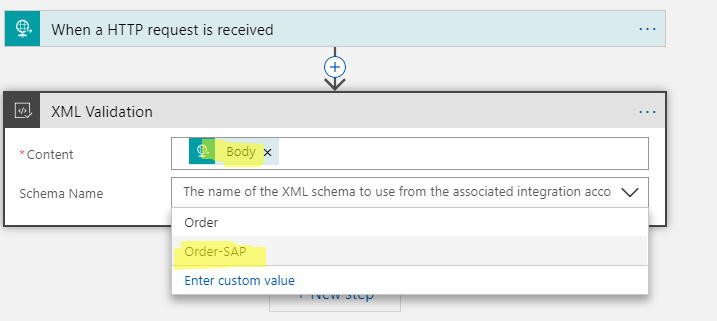 When a HTTP request is received
...
XML Validation
...
*Content
Body ×
Schema Name
The name of the XML schema to use from the associated integration acco
Order
Order-SAP
Enter custom value
+ New step